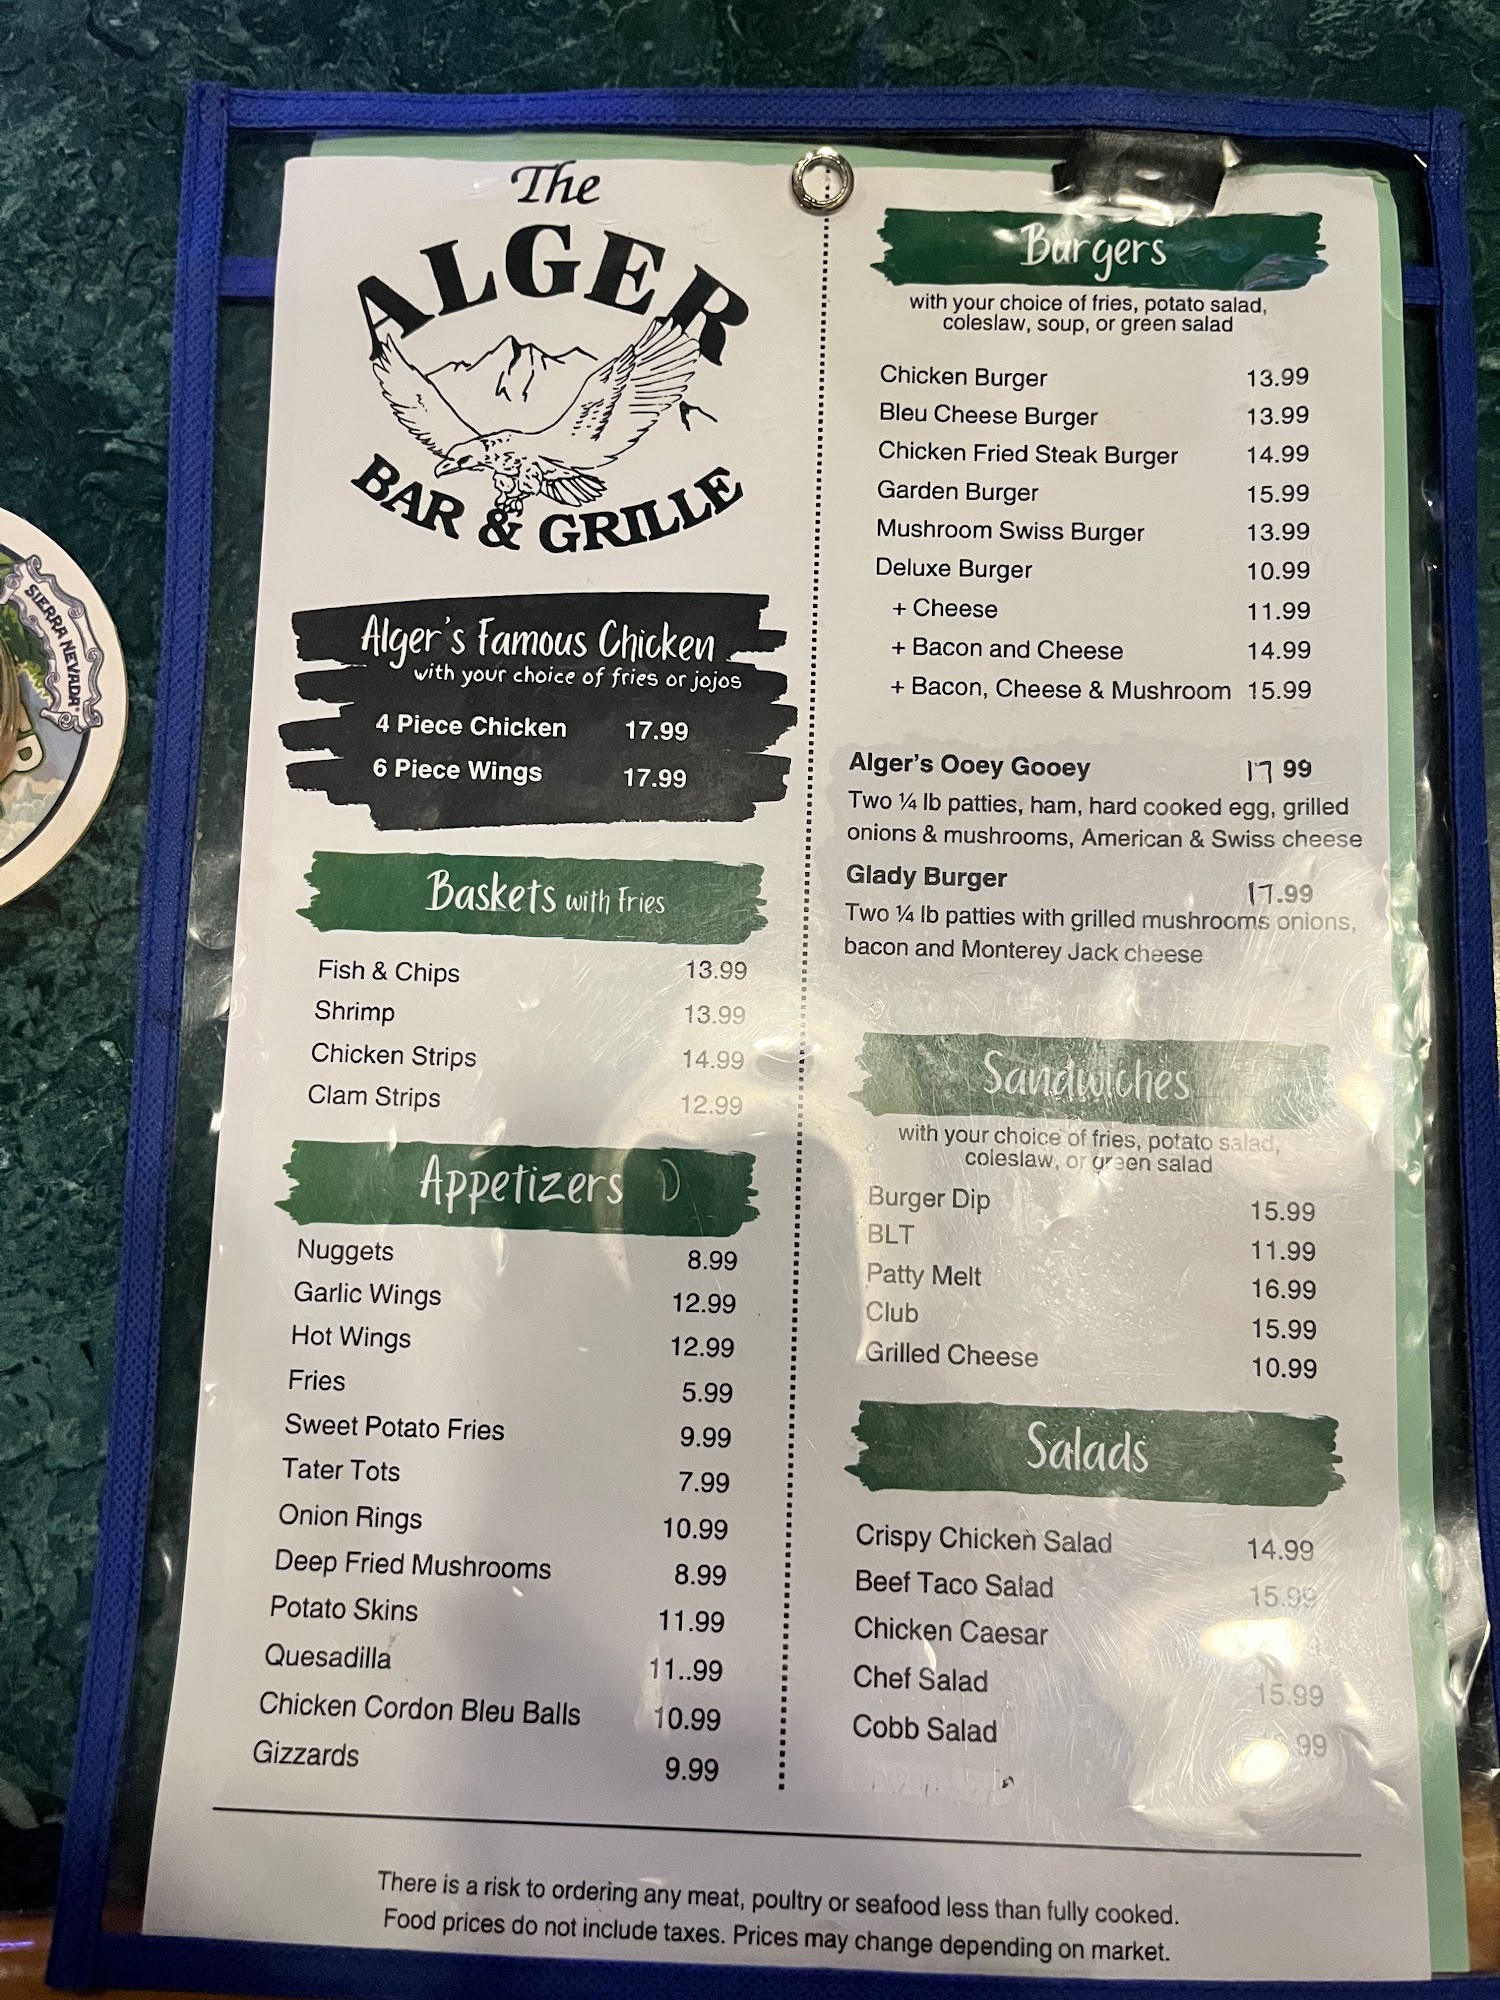 The
ALGER
BAR & GRILLE
Alger's Famous Chicken
with your choice of fries or jojos
4 Piece Chicken 17.99
6 Piece Wings 17.99
Baskets with Fries
Fish & Chips 13.99
Shrimp 13.99
Chicken Strips 14.99
Clam Strips 12.99
Appetizers
Nuggets 8.99
Garlic Wings 12.99
Hot Wings 12.99
Fries 5.99
Sweet Potato Fries 9.99
Tater Tots 7.99
Onion Rings 10.99
Deep Fried Mushrooms 8.99
Potato Skins 11.99
Quesadilla 11..99
Chicken Cordon Bleu Balls 10.99
Gizzards 9.99
Burgers
with your choice of fries, potato salad,
coleslaw, soup, or green salad
Chicken Burger 13.99
Bleu Cheese Burger 13.99
Chicken Fried Steak Burger 14.99
Garden Burger 15.99
Mushroom Swiss Burger 13.99
Deluxe Burger 10.99
+ Cheese 11.99
+ Bacon and Cheese 14.99
+ Bacon, Cheese & Mushroom 15.99
Alger's Ooey Gooey 17 99
Two ¼ lb patties, ham, hard cooked egg, grilled
onions & mushrooms, American & Swiss cheese
Glady Burger 17.99
Two ¼ lb patties with grilled mushrooms onions,
bacon and Monterey Jack cheese
Sandwiches
with your choice of fries, potato salad,
coleslaw, or green salad
Burger Dip 15.99
BLT 11.99
Patty Melt 16.99
Club 15.99
Grilled Cheese 10.99
Salads
Crispy Chicken Salad 14.99
Beef Taco Salad 15.99
Chicken Caesar
Chef Salad 15.99
Cobb Salad
There is a risk to ordering any meat, poultry or seafood less than fully cooked.
Food prices do not include taxes. Prices may change depending on market.
SIERRA NEVADA